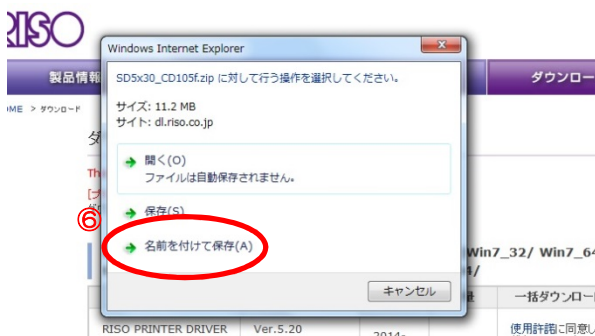 RISO
製品情報
ダウンロー
OME > ダウンロード
Windows Internet Explorer
SD5x30_CD105f.zip に対して行う操作を選択してください。
サイズ: 11.2 MB
サイト: dl.riso.co.jp
開く(O)
ファイルは自動保存されません。
保存(S)
⑥
名前を付けて保存(A)
キャンセル
Th
Win7_32/ Win7_64
4/
一括ダウンロー
RISO PRINTER DRIVER
Ver.5.20
2014-
使用許諾に同意し